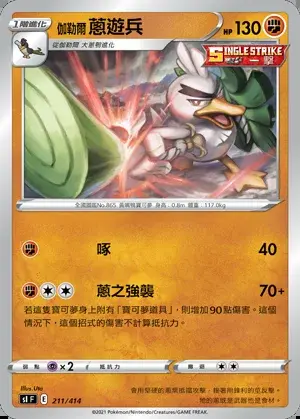 1階進化
伽勒爾 蔥遊兵
HP 130
從伽勒爾 大蔥鴨進化
SINGLE STRIKE
一擊
全國圖鑑No.865 黃嘴鴨寶可夢 身高：0.8m 體重：117.0kg
啄 40
蔥之強襲 70+
若這隻寶可夢身上附有「寶可夢道具」，則增加90點傷害。這個
情況下，這個招式的傷害不計算抵抗力。
弱點 ×2 抵抗力 撤退
Illus.Uta
s1 F E 211/414
©2021 Pokémon/Nintendo/Creatures/GAME FREAK.